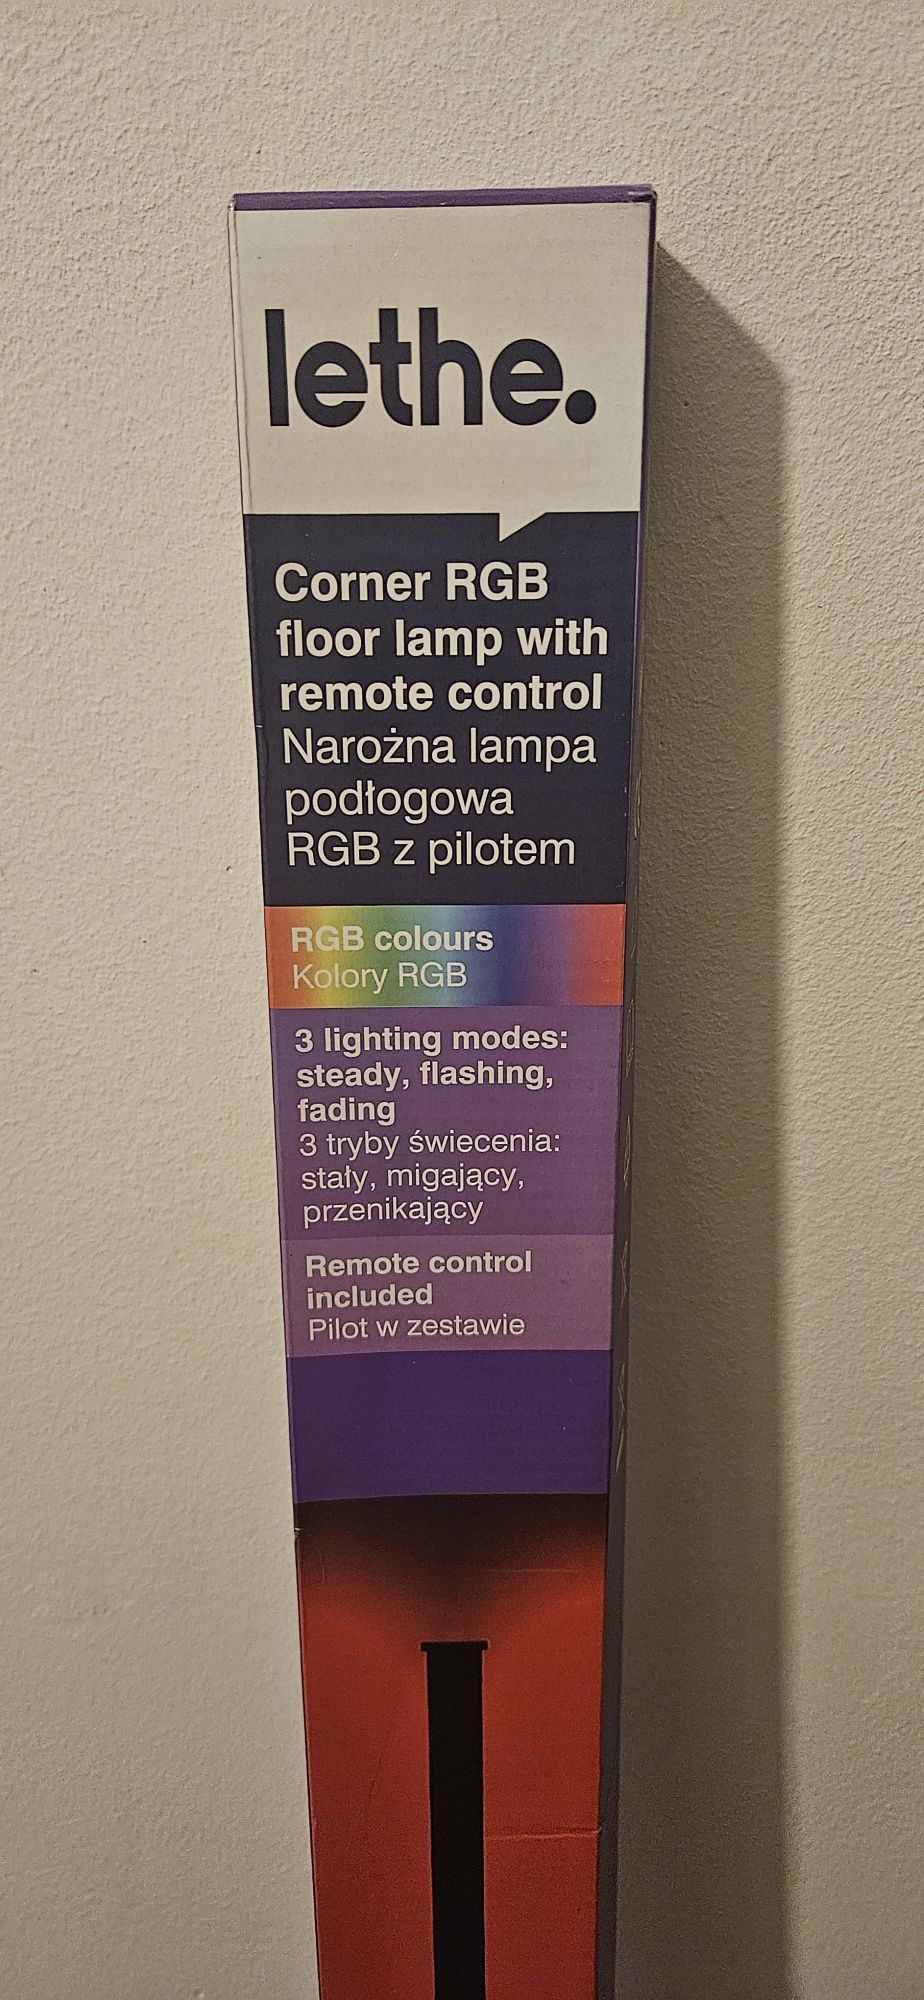 lethe.
Corner RGB
floor lamp with
remote control
Narożna lampa
podłogowa
RGB z pilotem
RGB colours
Kolory RGB
3 lighting modes:
steady, flashing,
fading
3 tryby świecenia:
stały, migający,
przenikający
Remote control
included
Pilot w zestawie